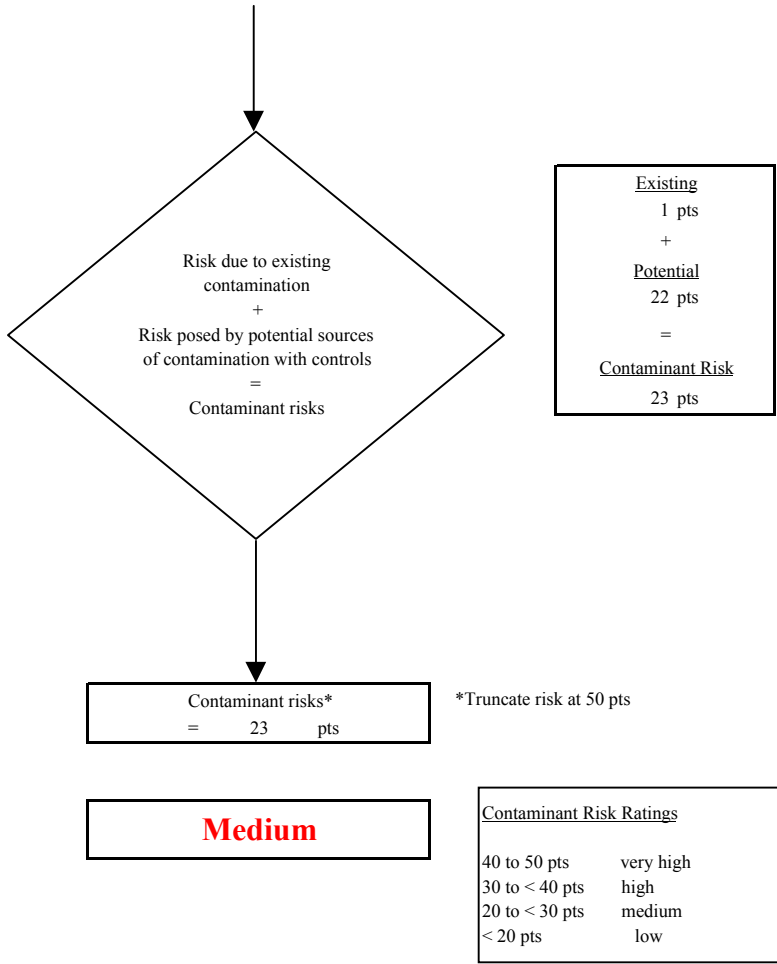 Risk due to existing
contamination
+
Risk posed by potential sources
of contamination with controls
=
Contaminant risks
Existing
1 pts
+
Potential
22 pts
=
Contaminant Risk
23 pts
Contaminant risks*
= 23 pts
*Truncate risk at 50 pts
Medium
Contaminant Risk Ratings
40 to 50 pts very high
30 to < 40 pts high
20 to < 30 pts medium
< 20 pts low